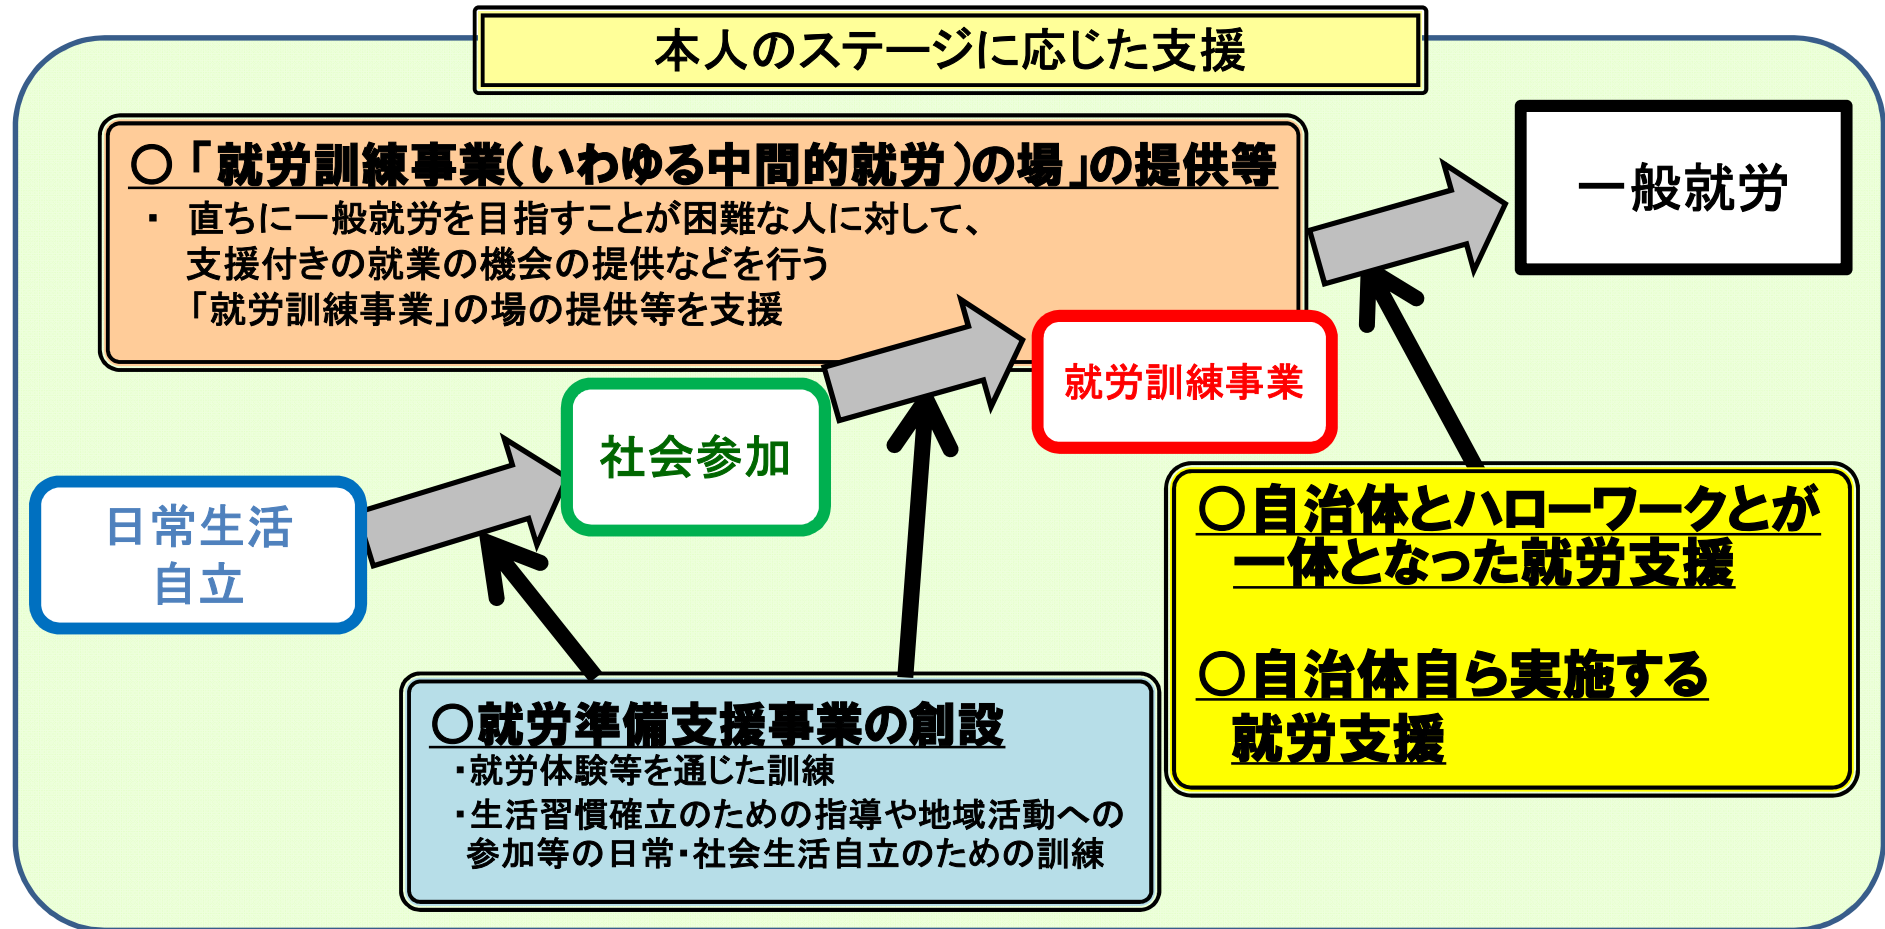 本人のステージに応じた支援
○「就労訓練事業(いわゆる中間的就労)の場」の提供等
・ 直ちに一般就労を目指すことが困難な人に対して、
支援付きの就業の機会の提供などを行う
「就労訓練事業」の場の提供等を支援
一般就労
就労訓練事業
社会参加
日常生活
自立
○自治体とハローワークとが
一体となった就労支援
○自治体自ら実施する
就労支援
○就労準備支援事業の創設
・就労体験等を通じた訓練
・生活習慣確立のための指導や地域活動への
参加等の日常・社会生活自立のための訓練